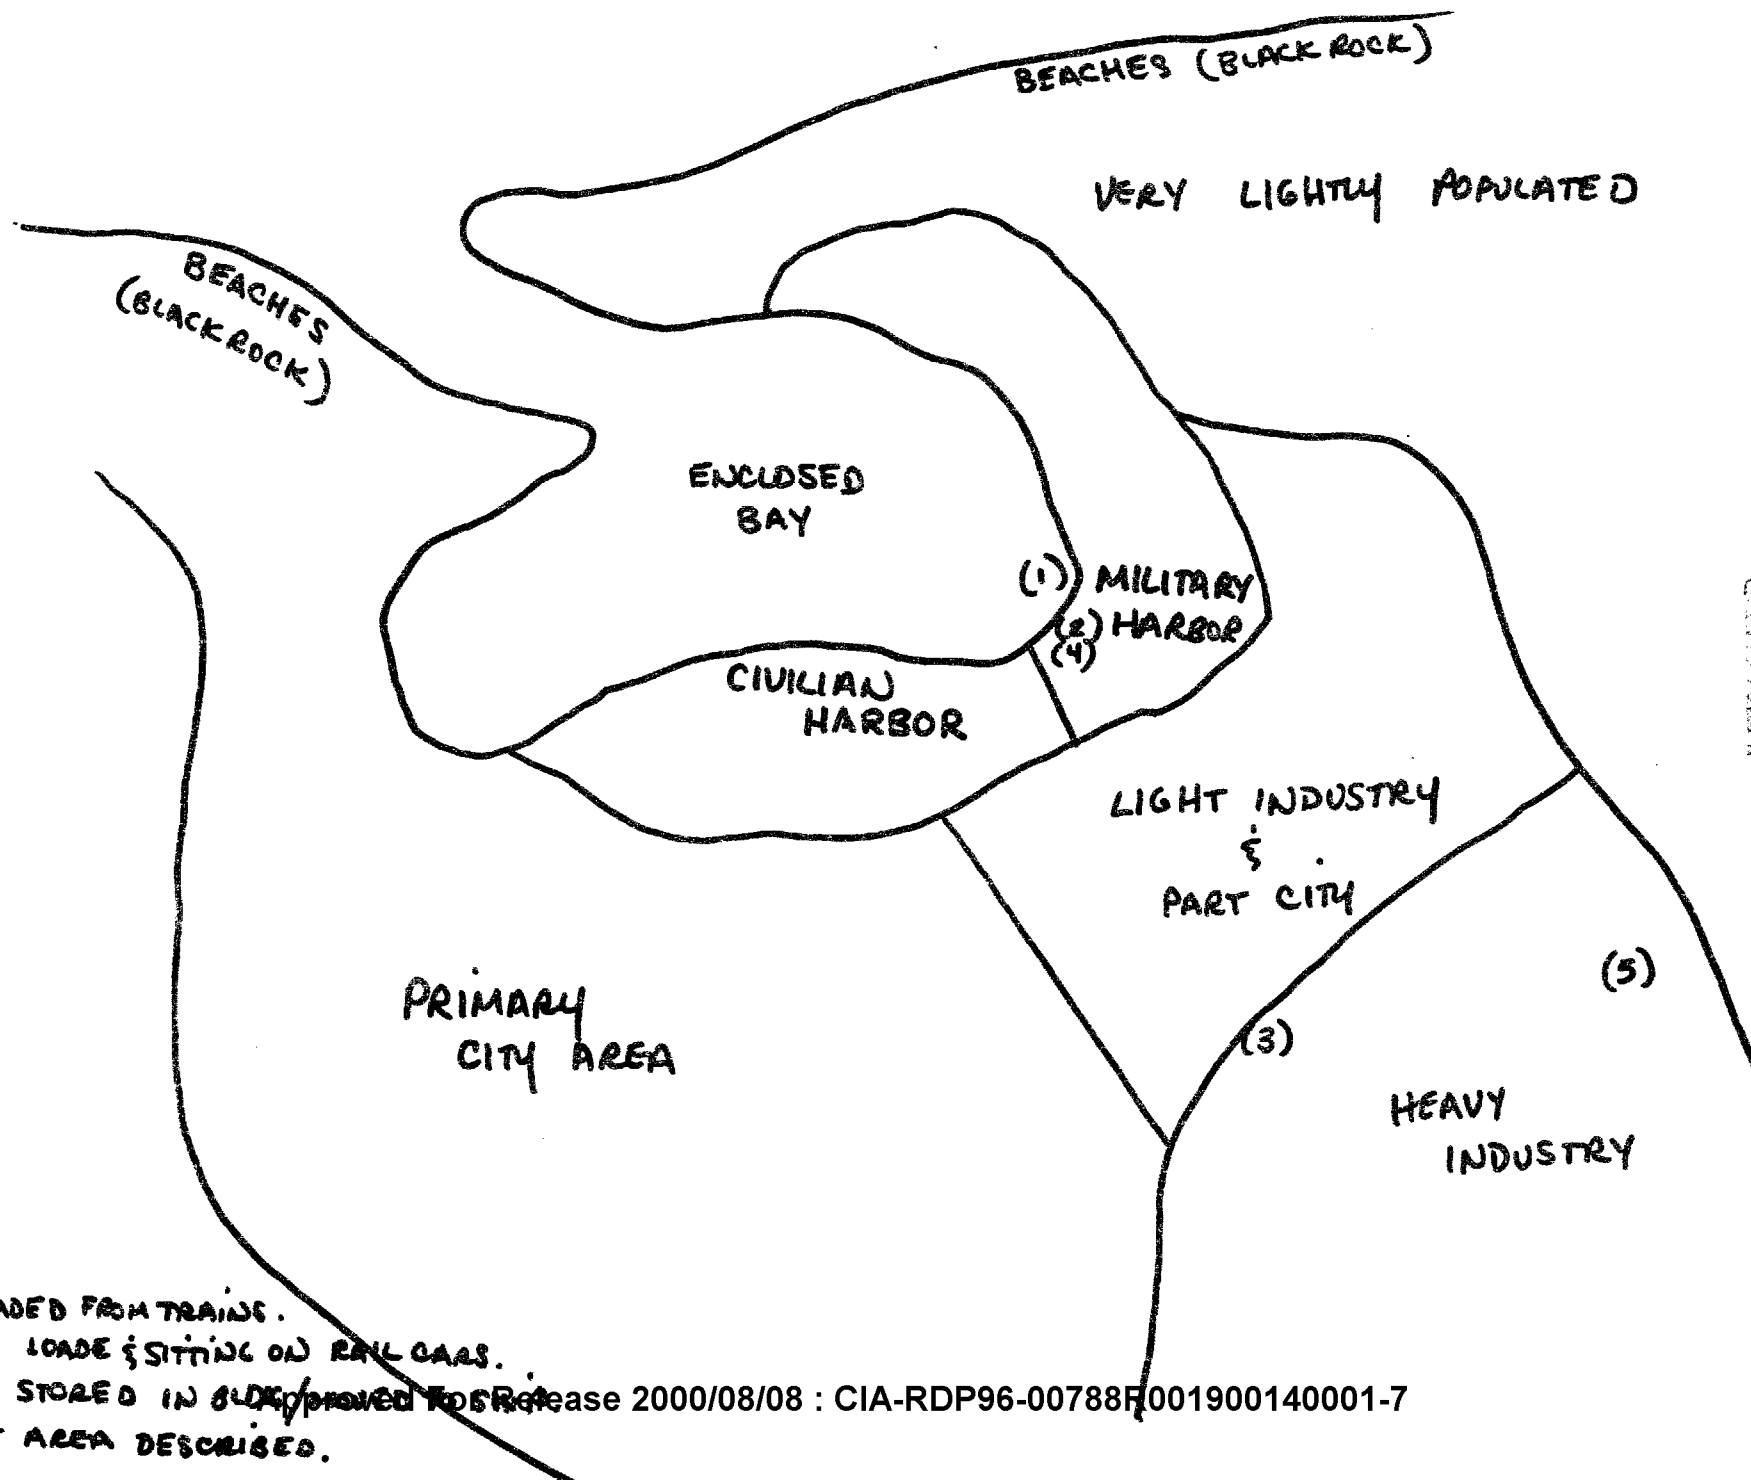 BEACHES (BLACK ROCK)
VERY LIGHTLY POPULATED
BEACHES
(BLACK ROCK)
ENCLOSED
BAY
(1) MILITARY
(2) HARBOR
(4)
CIVILIAN
HARBOR
LIGHT INDUSTRY
&
PART CITY
(5)
PRIMARY
CITY AREA
(3)
HEAVY
INDUSTRY
FROM TRAINS.
LOADE & SITTING ON RAIL CARS.
STORED IN
Approved For Release 2000/08/08 : CIA-RDP96-00788R001900140001-7
AREA DESCRIBED.